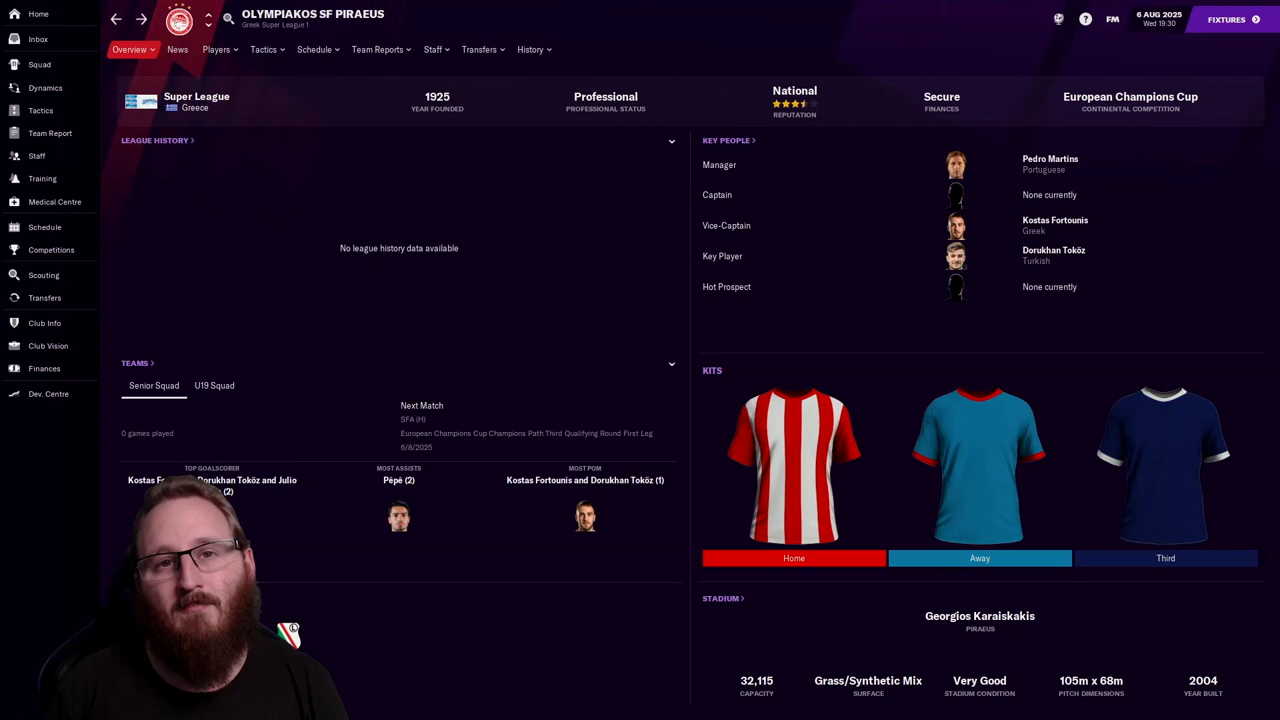 Home
Inbox
Squad
Dynamics
Tactics
Team Report
Staff
Training
Medical Centre
Schedule
Competitions
Scouting
Transfers
Club Info
Club Vision
Finances
Dev. Centre
OLYMPIAKOS SF PIRAEUS
Greek Super League 1
FM
6 AUG 2025
Wed 19:30
FIXTURES
Overview
News
Players
Tactics
Schedule
Team Reports
Staff
Transfers
History
Super League
Greece
1925
YEAR FOUNDED
Professional
PROFESSIONAL STATUS
National
REPUTATION
Secure
FINANCES
European Champions Cup
CONTINENTAL COMPETITION
LEAGUE HISTORY
No league history data available
KEY PEOPLE
Manager
Pedro Martins
Portuguese
Captain
None currently
Vice-Captain
Kostas Fortounis
Greek
Key Player
Dorukhan Toköz
Turkish
Hot Prospect
None currently
TEAMS
Senior Squad
U19 Squad
0 games played
Next Match
SFA (H)
European Champions Cup Champions Path Third Qualifying Round First Leg
6/8/2025
TOP GOALSCORER
Kostas Dorukhan Toköz and Julio
(2)
MOST ASSISTS
Pêpê (2)
MOST POM
Kostas Fortounis and Dorukhan Toköz (1)
KITS
Home
Away
Third
STADIUM
Georgios Karaiskakis
PIRAEUS
32,115
CAPACITY
Grass/Synthetic Mix
SURFACE
Very Good
STADIUM CONDITION
105m x 68m
PITCH DIMENSIONS
2004
YEAR BUILT